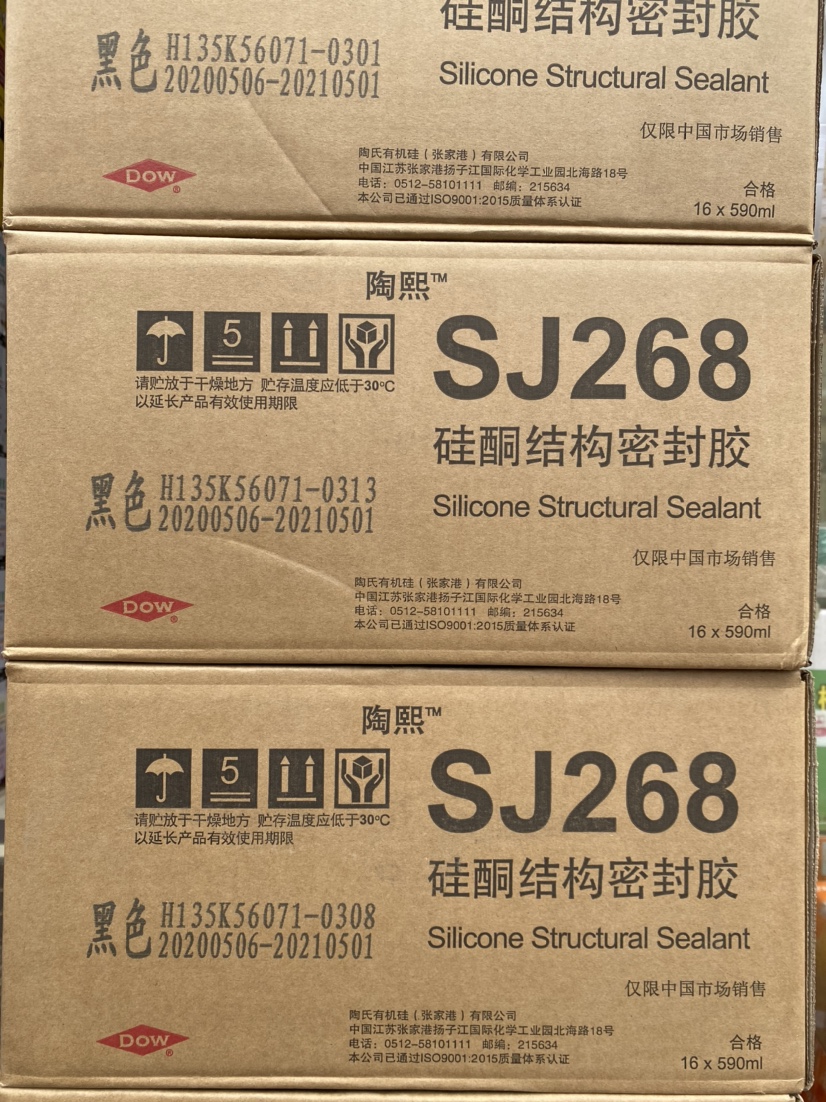 硅酮结构密封胶
黑色 H135K56071-0301
20200506-20210501
Silicone Structural Sealant
仅限中国市场销售
陶氏有机硅（张家港）有限公司
中国江苏张家港扬子江国际化学工业园北海路18号
电话：0512-58101111 邮编：215634
本公司已通过ISO9001:2015质量体系认证
DOW®
合格
16 x 590ml
陶熙™
5
SJ268
请贮放于干燥地方 贮存温度应低于30°C
以延长产品有效使用期限
硅酮结构密封胶
黑色 H135K56071-0313
20200506-20210501
Silicone Structural Sealant
仅限中国市场销售
陶氏有机硅（张家港）有限公司
中国江苏张家港扬子江国际化学工业园北海路18号
电话：0512-58101111 邮编：215634
本公司已通过ISO9001:2015质量体系认证
DOW®
合格
16 x 590ml
陶熙™
5
SJ268
请贮放于干燥地方 贮存温度应低于30°C
以延长产品有效使用期限
硅酮结构密封胶
黑色 H135K56071-0308
20200506-20210501
Silicone Structural Sealant
仅限中国市场销售
陶氏有机硅（张家港）有限公司
中国江苏张家港扬子江国际化学工业园北海路18号
电话：0512-58101111 邮编：215634
本公司已通过ISO9001:2015质量体系认证
DOW®
合格
16 x 590ml